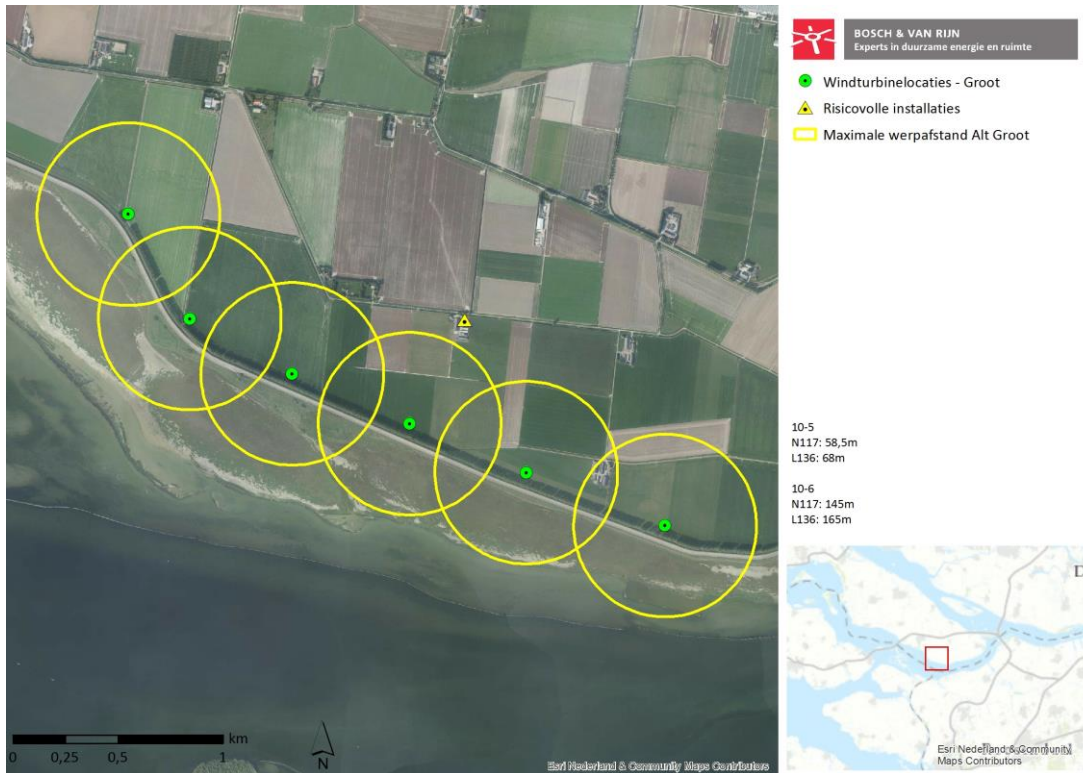 BOSCH & VAN RIJN
Experts in duurzame energie en ruimte
Windturbinelocaties - Groot
Risicovolle installaties
Maximale werpafstand Alt Groot
10-5
N117: 58,5m
L136: 68m
10-6
N117: 145m
L136: 165m
D
Esri Nederland & Community
Maps Contributors
km
0 0,25 0,5 1
N
Esri Nederland & Community Maps Contributors